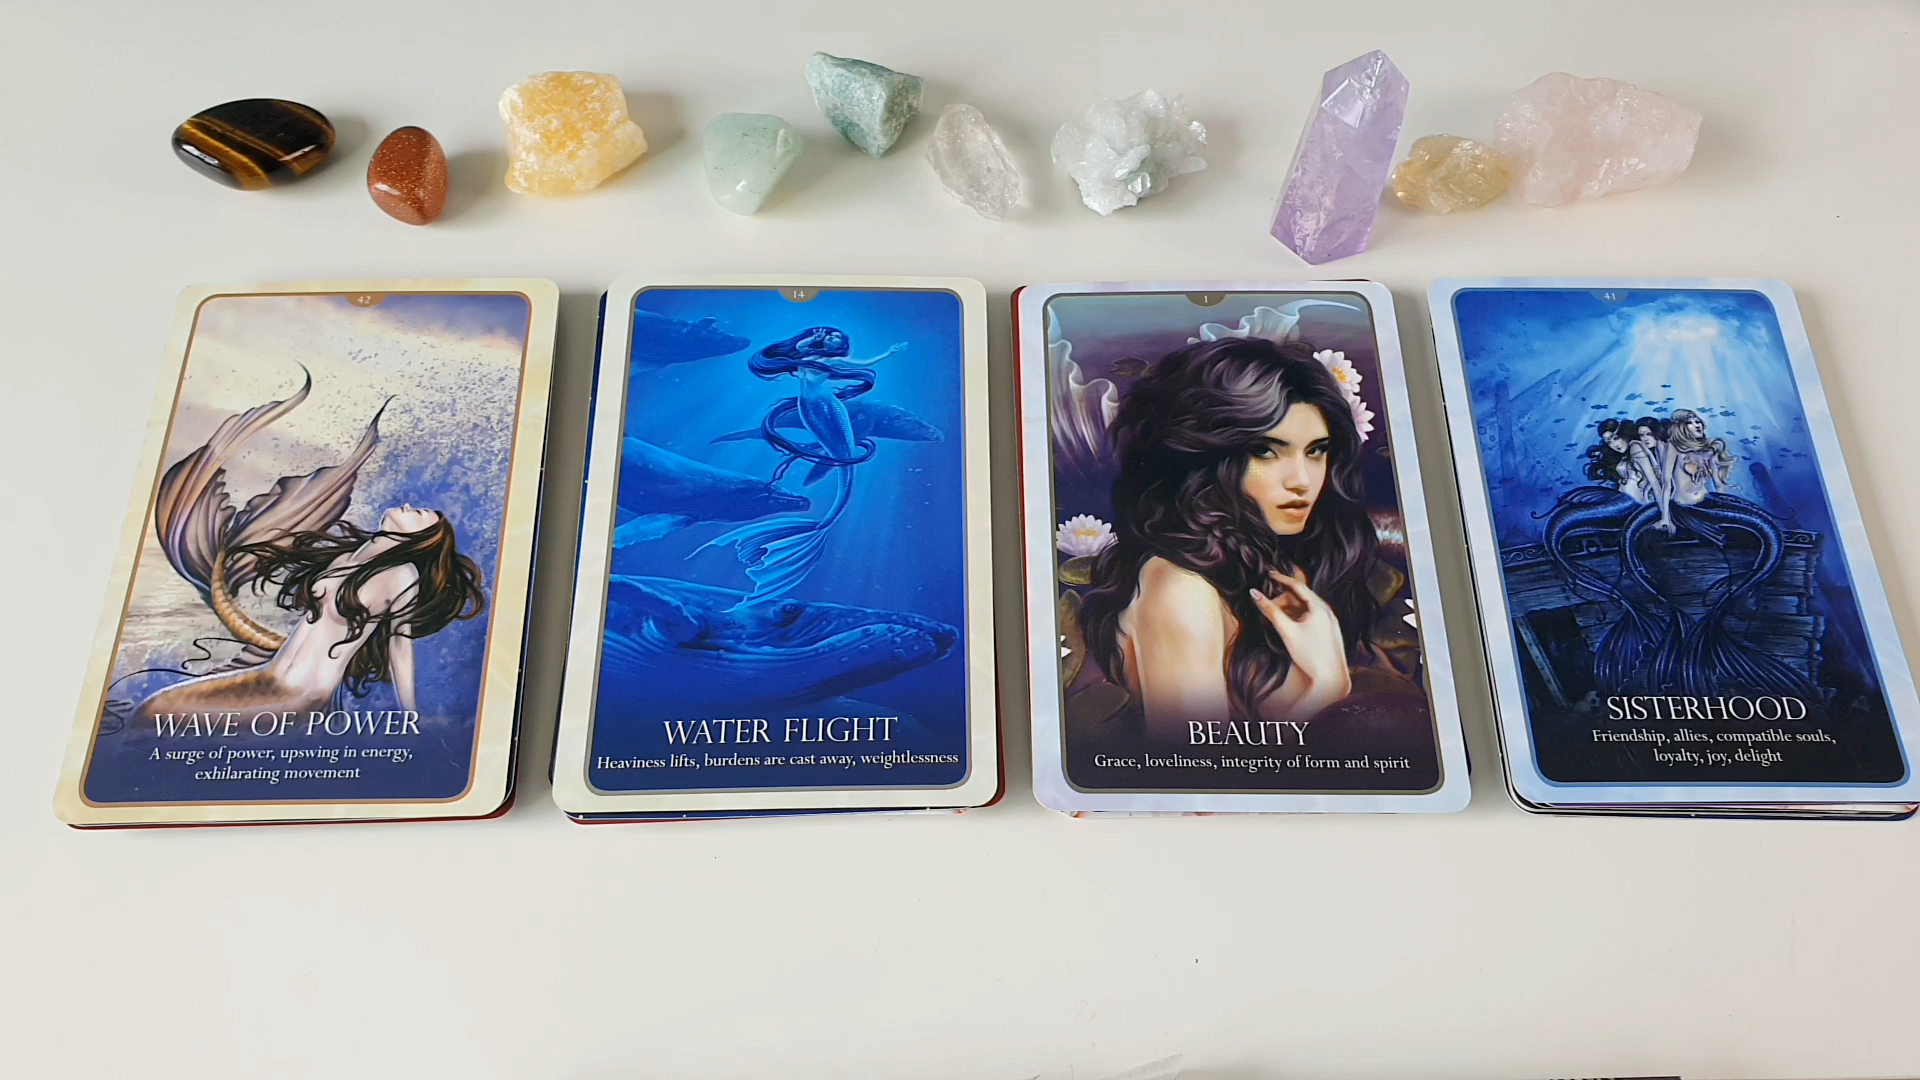 42
WAVE OF POWER
A surge of power, upswing in energy,
exhilarating movement
14
WATER FLIGHT
Heaviness lifts, burdens are cast away, weightlessness
1
BEAUTY
Grace, loveliness, integrity of form and spirit
41
SISTERHOOD
Friendship, allies, compatible souls,
loyalty, joy, delight